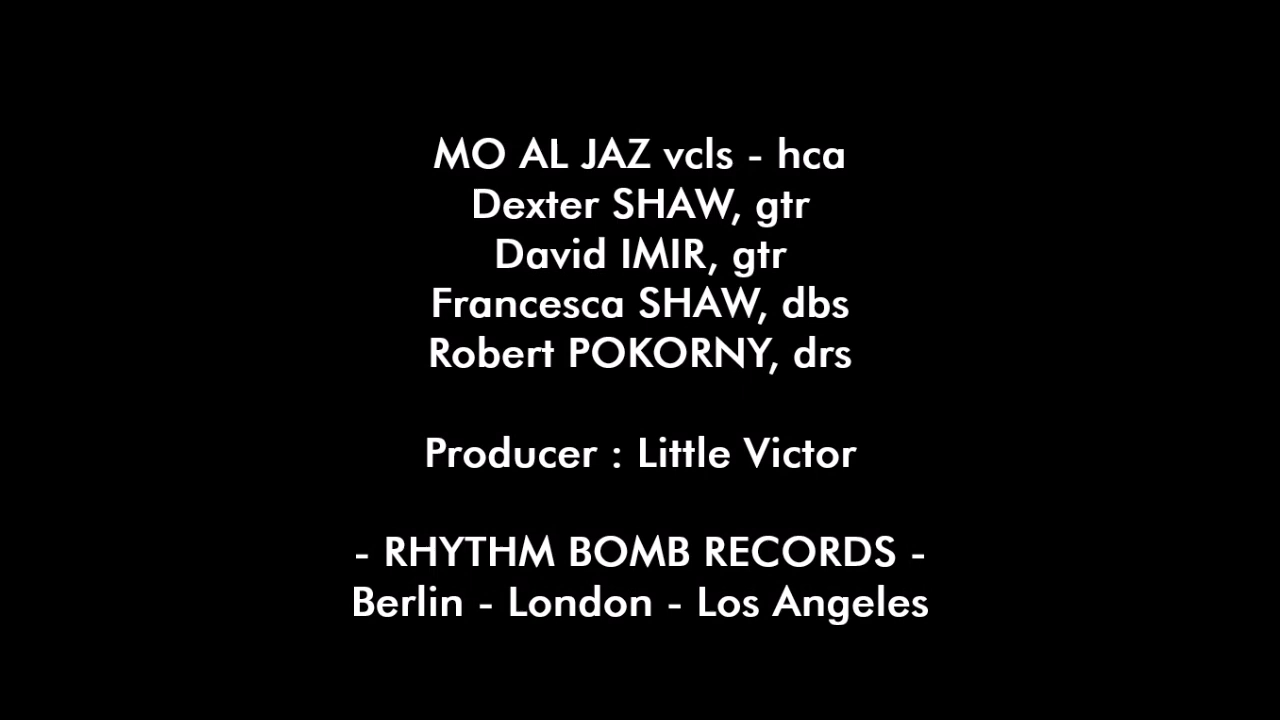 MO AL JAZ vcls - hca
Dexter SHAW, gtr
David IMIR, gtr
Francesca SHAW, dbs
Robert POKORNY, drs
Producer : Little Victor
- RHYTHM BOMB RECORDS -
Berlin - London - Los Angeles